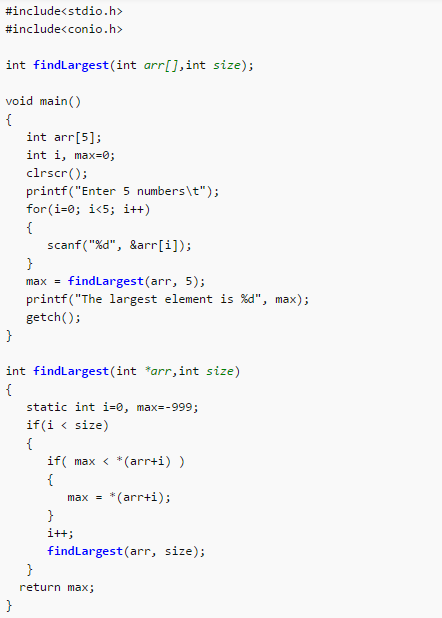 #include<stdio.h>
#include<conio.h>
int findLargest(int arr[],int size);
void main()
{
int arr[5];
int i, max=0;
clrscr();
printf("Enter 5 numbers\t");
for(i=0; i<5; i++)
{
scanf("%d", &arr[i]);
}
max = findLargest(arr, 5);
printf("The largest element is %d", max);
getch();
}
int findLargest(int *arr,int size)
{
static int i=0, max=-999;
if(i < size)
{
if( max < *(arr+i) )
{
max = *(arr+i);
}
i++;
findLargest(arr, size);
}
return max;
}